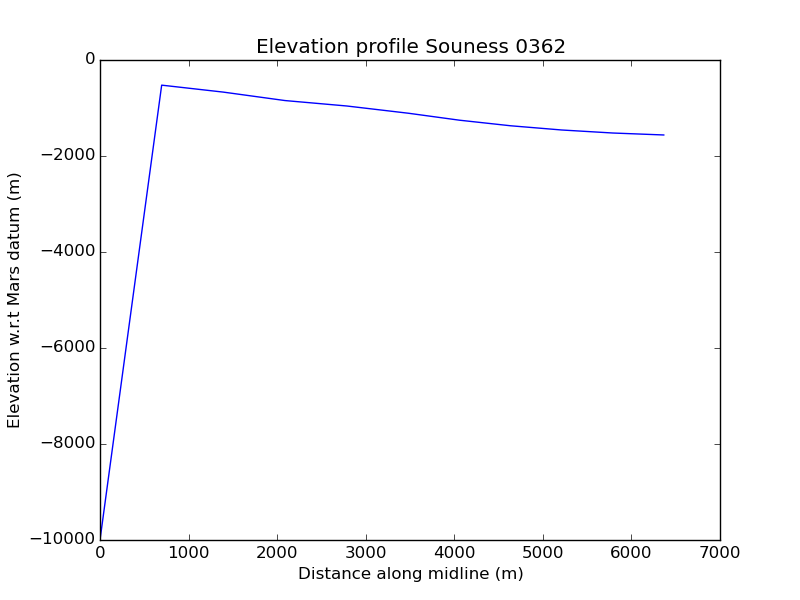 Elevation profile Souness 0362
0
−2000
−4000
−6000
−8000
−10000
Elevation w.r.t Mars datum (m)
0 1000 2000 3000 4000 5000 6000 7000
Distance along midline (m)